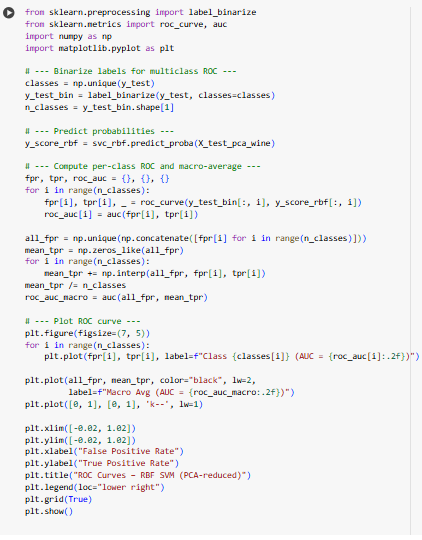 from sklearn.preprocessing import label_binarize
from sklearn.metrics import roc_curve, auc
import numpy as np
import matplotlib.pyplot as plt

# --- Binarize labels for multiclass ROC ---
classes = np.unique(y_test)
y_test_bin = label_binarize(y_test, classes=classes)
n_classes = y_test_bin.shape[1]

# --- Predict probabilities ---
y_score_rbf = svc_rbf.predict_proba(X_test_pca_wine)

# --- Compute per-class ROC and macro-average ---
fpr, tpr, roc_auc = {}, {}, {}
for i in range(n_classes):
    fpr[i], tpr[i], _ = roc_curve(y_test_bin[:, i], y_score_rbf[:, i])
    roc_auc[i] = auc(fpr[i], tpr[i])

all_fpr = np.unique(np.concatenate([fpr[i] for i in range(n_classes)]))
mean_tpr = np.zeros_like(all_fpr)
for i in range(n_classes):
    mean_tpr += np.interp(all_fpr, fpr[i], tpr[i])
mean_tpr /= n_classes
roc_auc_macro = auc(all_fpr, mean_tpr)

# --- Plot ROC curve ---
plt.figure(figsize=(7, 5))
for i in range(n_classes):
    plt.plot(fpr[i], tpr[i], label=f"Class {classes[i]} (AUC = {roc_auc[i]:.2f})")

plt.plot(all_fpr, mean_tpr, color="black", lw=2,
         label=f"Macro Avg (AUC = {roc_auc_macro:.2f})")
plt.plot([0, 1], [0, 1], 'k--', lw=1)

plt.xlim([-0.02, 1.02])
plt.ylim([-0.02, 1.02])
plt.xlabel("False Positive Rate")
plt.ylabel("True Positive Rate")
plt.title("ROC Curves – RBF SVM (PCA-reduced)")
plt.legend(loc="lower right")
plt.grid(True)
plt.show()